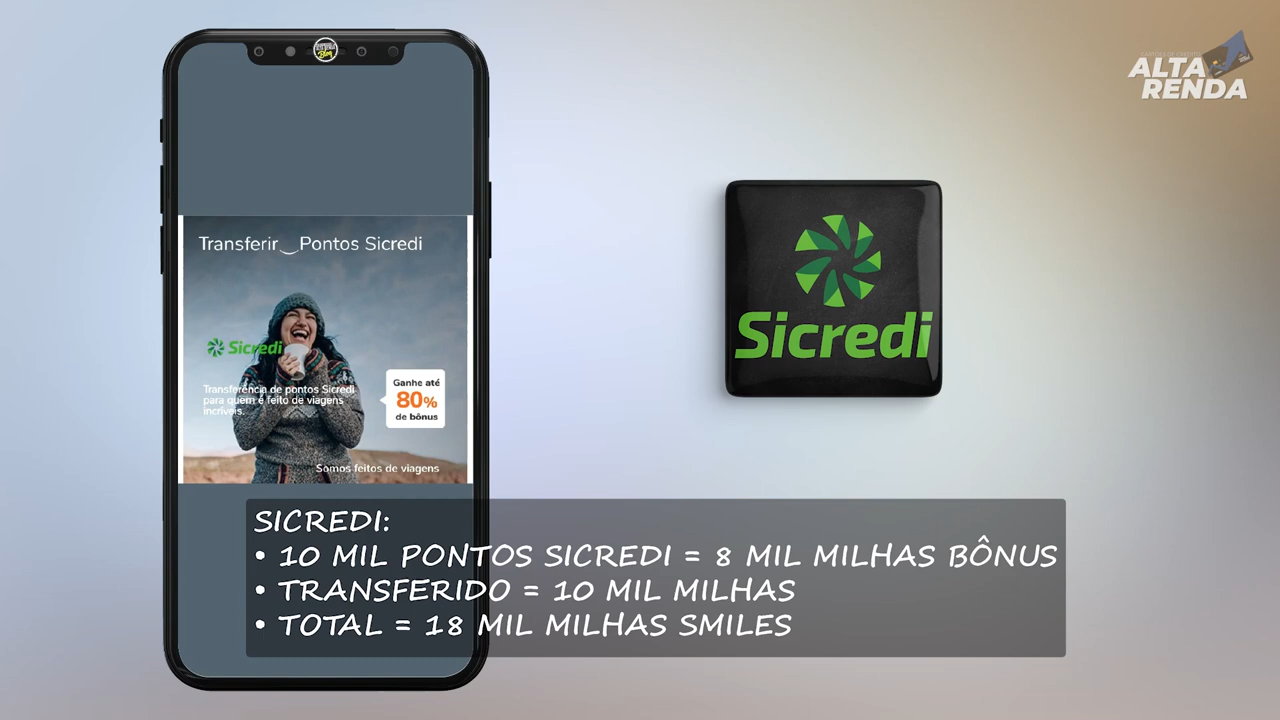 ALTA
RENDA
Transferir Pontos Sicredi
Sicredi
Transferência de pontos Sicredi
para quem é feito de viagens
incríveis.
Ganhe até
80%
de bônus
Somos feitos de viagens
Sicredi
SICREDI:
• 10 MIL PONTOS SICREDI = 8 MIL MILHAS BÔNUS
• TRANSFERIDO = 10 MIL MILHAS
• TOTAL = 18 MIL MILHAS SMILES